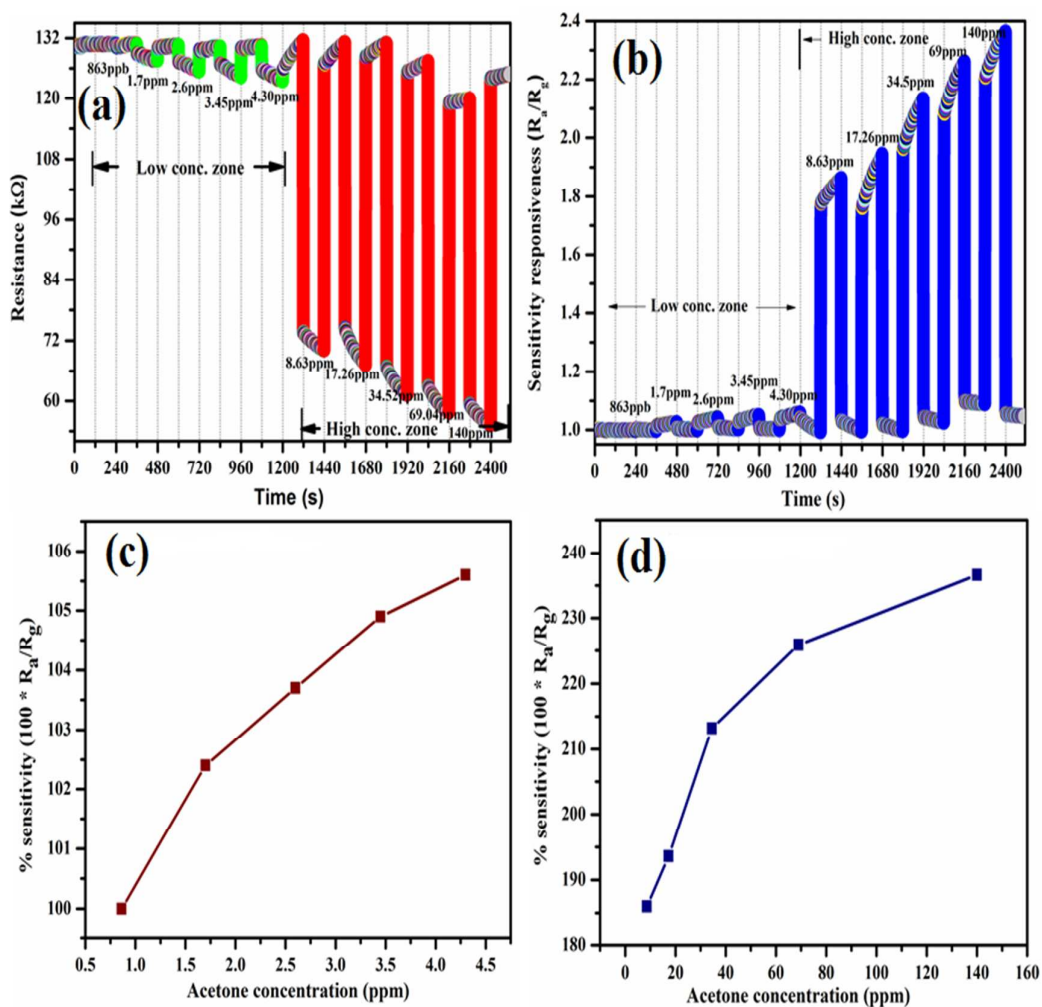 (a)
Resistance (kΩ)
132
120
108
96
84
72
60
863ppb
1.7ppm
2.6ppm
3.45ppm
4.30ppm
Low conc. zone
8.63ppm
17.26ppm
34.52ppm
69.04ppm
140ppm
High conc. zone
0 240 480 720 960 1200 1440 1680 1920 2160 2400
Time (s)
(b)
Sensitivity responsiveness (Ra/Rg)
2.4
2.2
2.0
1.8
1.6
1.4
1.2
1.0
High conc. zone
140ppm
69ppm
34.5ppm
17.26ppm
8.63ppm
Low conc. zone
863ppb
1.7ppm
2.6ppm
3.45ppm
4.30ppm
0 240 480 720 960 1200 1440 1680 1920 2160 2400
Time (s)
(c)
% sensitivity (100 * Ra/Rg)
106
105
104
103
102
101
100
0.5 1.0 1.5 2.0 2.5 3.0 3.5 4.0 4.5
Acetone concentration (ppm)
(d)
% sensitivity (100 * Ra/Rg)
240
230
220
210
200
190
180
0 20 40 60 80 100 120 140 160
Acetone concentration (ppm)